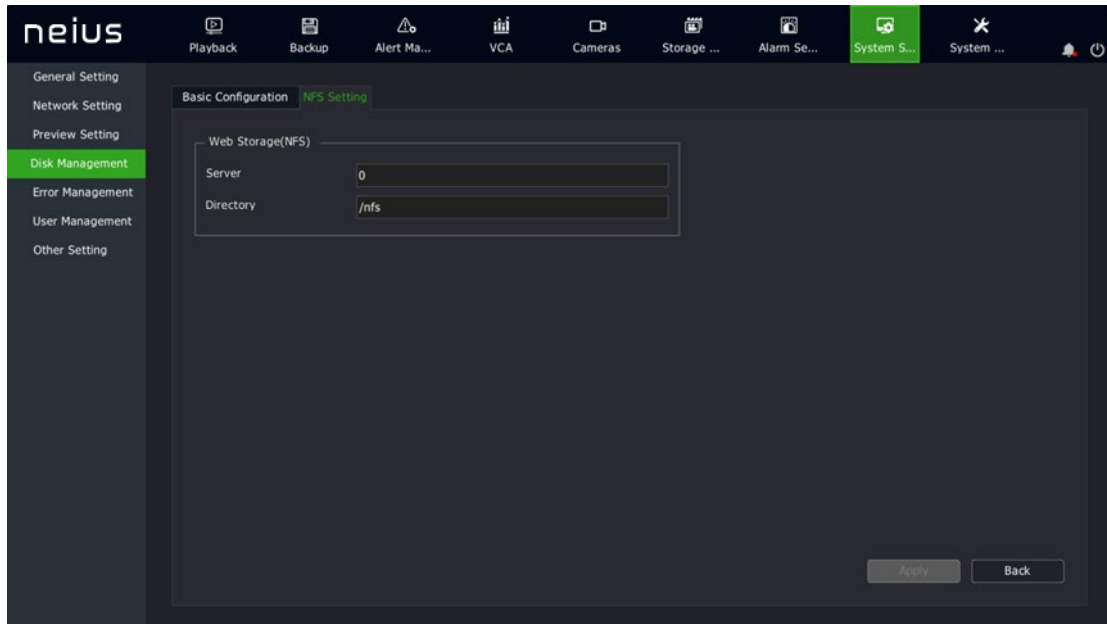 neius
Playback Backup Alert Ma... VCA Cameras Storage ... Alarm Se... System S... System ...
General Setting
Network Setting
Preview Setting
Disk Management
Error Management
User Management
Other Setting
Basic Configuration NFS Setting
Web Storage(NFS)
Server 0
Directory /nfs
Apply Back